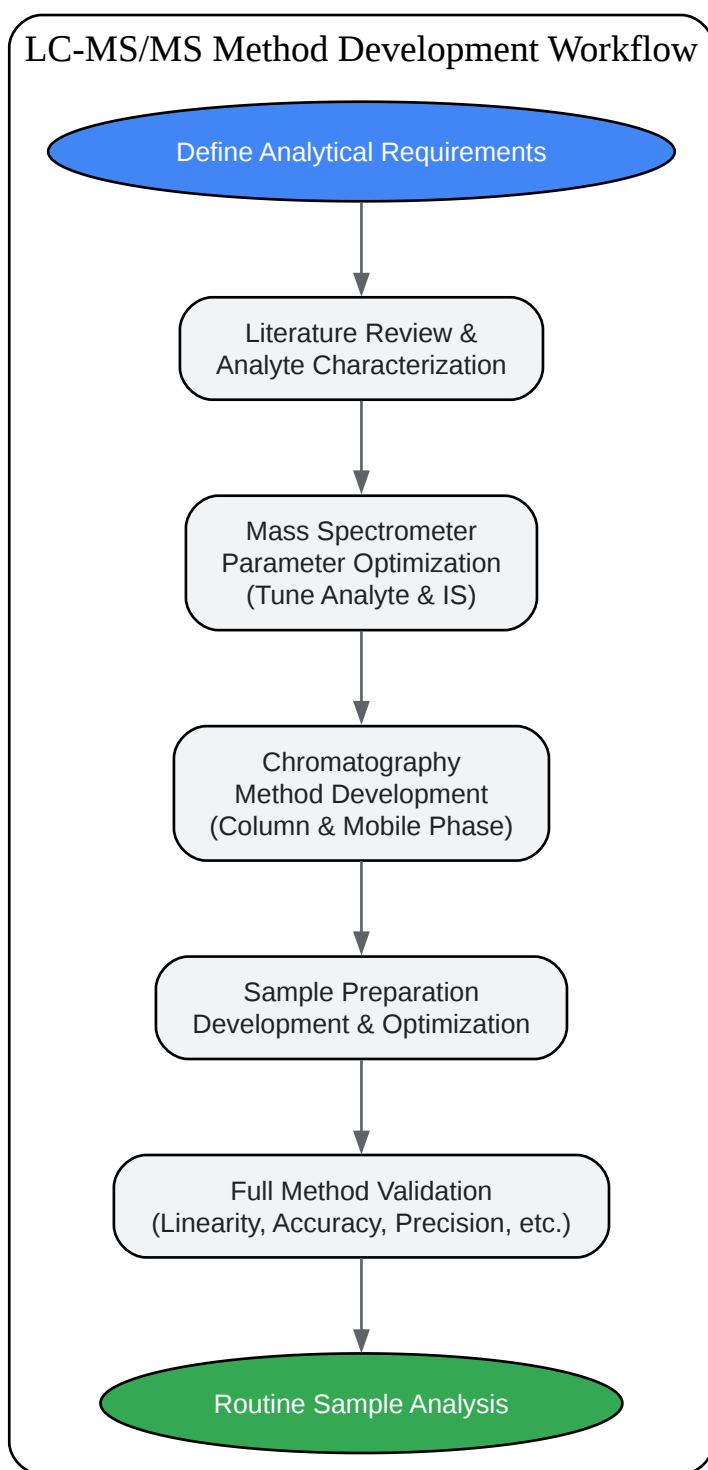 LC-MS/MS Method Development Workflow
Define Analytical Requirements
Literature Review &
Analyte Characterization
Mass Spectrometer
Parameter Optimization
(Tune Analyte & IS)
Chromatography
Method Development
(Column & Mobile Phase)
Sample Preparation
Development & Optimization
Full Method Validation
(Linearity, Accuracy, Precision, etc.)
Routine Sample Analysis